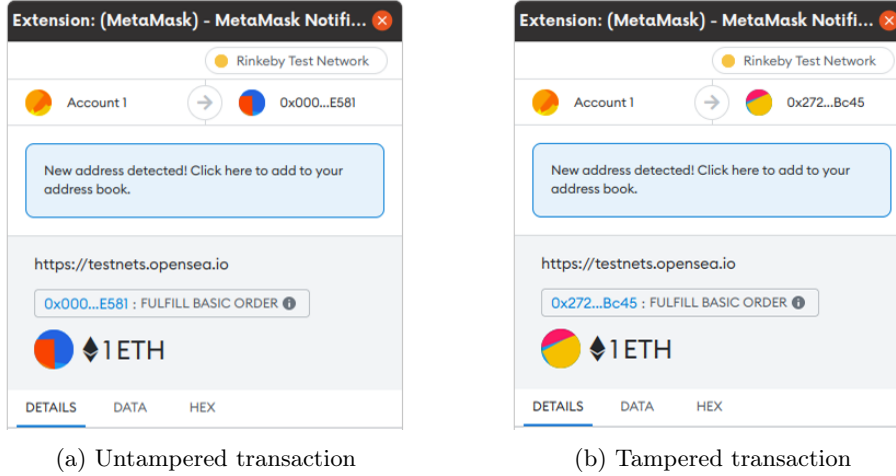 Extension: (MetaMask) - MetaMask Notifi...
Rinkeby Test Network
Account 1
0x000...E581
New address detected! Click here to add to your
address book.
https://testnets.opensea.io
0x000...E581 : FULFILL BASIC ORDER
1 ETH
DETAILS DATA HEX
(a) Untampered transaction
Extension: (MetaMask) - MetaMask Notifi...
Rinkeby Test Network
Account 1
0x272...Bc45
New address detected! Click here to add to your
address book.
https://testnets.opensea.io
0x272...Bc45 : FULFILL BASIC ORDER
1 ETH
DETAILS DATA HEX
(b) Tampered transaction